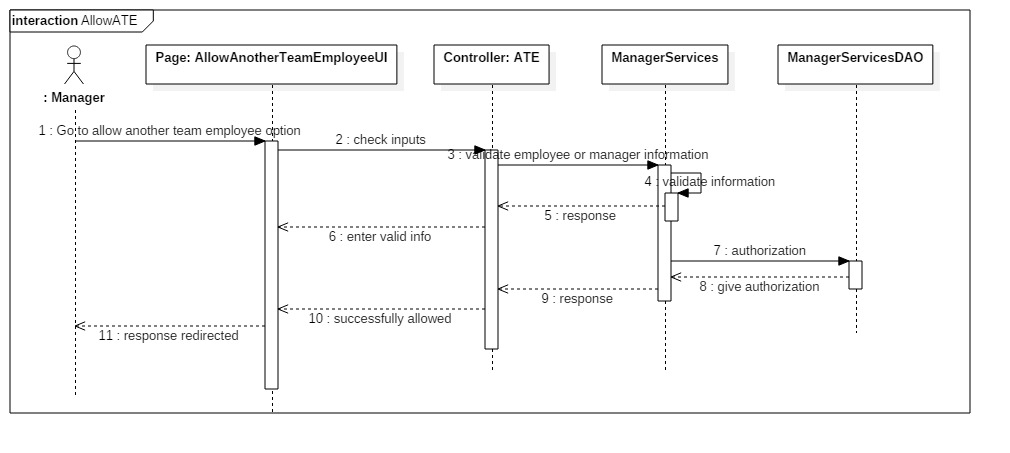 interaction AllowATE
: Manager
Page: AllowAnotherTeamEmployeeUI
Controller: ATE
ManagerServices
ManagerServicesDAO
1 : Go to allow another team employee option
2 : check inputs
3 : validate employee or manager information
4 : validate information
5 : response
6 : enter valid info
7 : authorization
8 : give authorization
9 : response
10 : successfully allowed
11 : response redirected